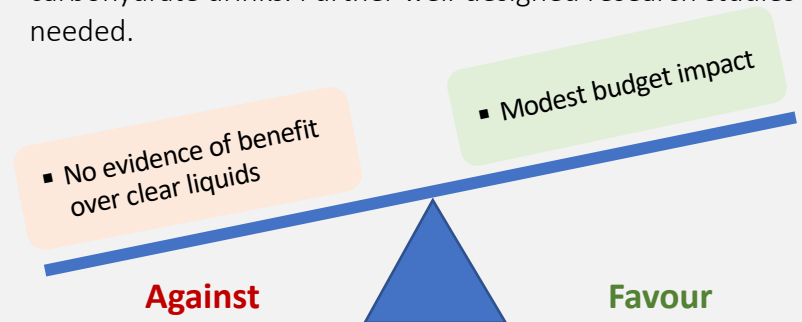 needed.
▪ No evidence of benefit
over clear liquids
▪ Modest budget impact
Against
Favour